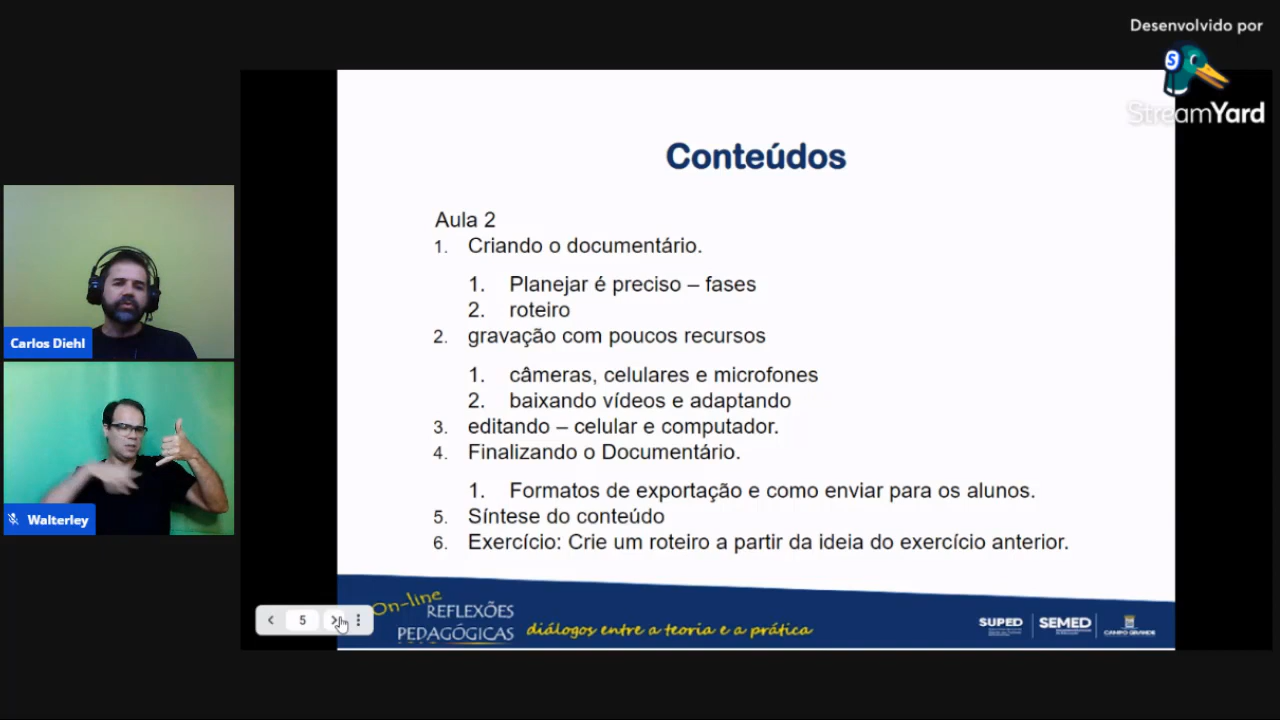 Desenvolvido por
StreamYard
Conteúdos
Aula 2
1. Criando o documentário.
1. Planejar é preciso – fases
2. roteiro
2. gravação com poucos recursos
1. câmeras, celulares e microfones
2. baixando vídeos e adaptando
3. editando – celular e computador.
4. Finalizando o Documentário.
1. Formatos de exportação e como enviar para os alunos.
5. Síntese do conteúdo
6. Exercício: Crie um roteiro a partir da ideia do exercício anterior.
Carlos Diehl
Walterley
5
On-line
REFLEXÕES
PEDAGÓGICAS
diálogos entre a teoria e a prática
SUPED
SEMED
CAMPO GRANDE